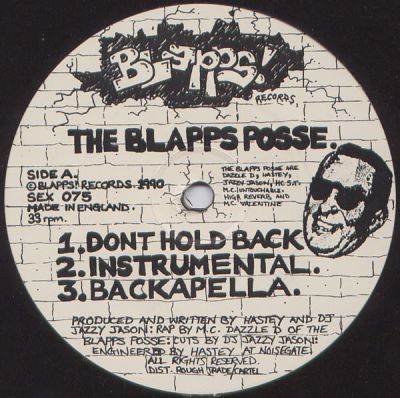 BLAPPS!
RECORDS,
THE BLAPPS POSSE.
SIDE A.
© BLAPPS! RECORDS. 1990
SEX 075
MADE IN ENGLAND.
33 rpm.
THE BLAPPS POSSE ARE
DAZZLE D, HASTEY,
JAZZY JASON, HC S.T.
M.C. UNTOUCHABLE.
HIGH REVERB AND
M.C. VALENTINE
1. DONT HOLD BACK
2. INSTRUMENTAL.
3. BACKAPELLA.
PRODUCED AND WRITTEN BY HASTEY AND DJ
JAZZY JASON: RAP BY M.C. DAZZLE D OF THE
BLAPPS POSSE: CUTS BY DJ JAZZY JASON:
ENGINEERED BY HASTEY AT NOISEGATE.
ALL RIGHTS RESERVED.
DIST. ROUGH TRADE/CARTEL